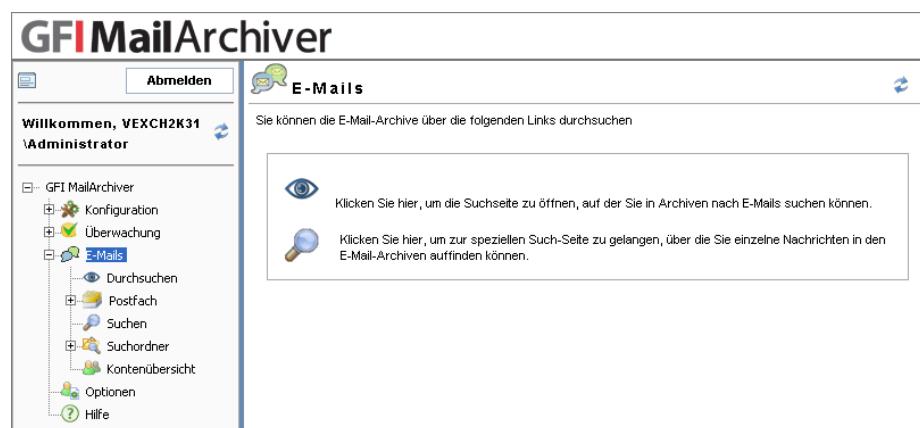 GFI MailArchiver
Abmelden
Willkommen, VEXCH2K31
\Administrator
GFI MailArchiver
Konfiguration
Überwachung
E-Mails
Durchsuchen
Postfach
Suchen
Suchordner
Kontenübersicht
Optionen
Hilfe
E-Mails
Sie können die E-Mail-Archive über die folgenden Links durchsuchen
Klicken Sie hier, um die Suchseite zu öffnen, auf der Sie in Archiven nach E-Mails suchen können.
Klicken Sie hier, um zur speziellen Such-Seite zu gelangen, über die Sie einzelne Nachrichten in den
E-Mail-Archiven auffinden können.